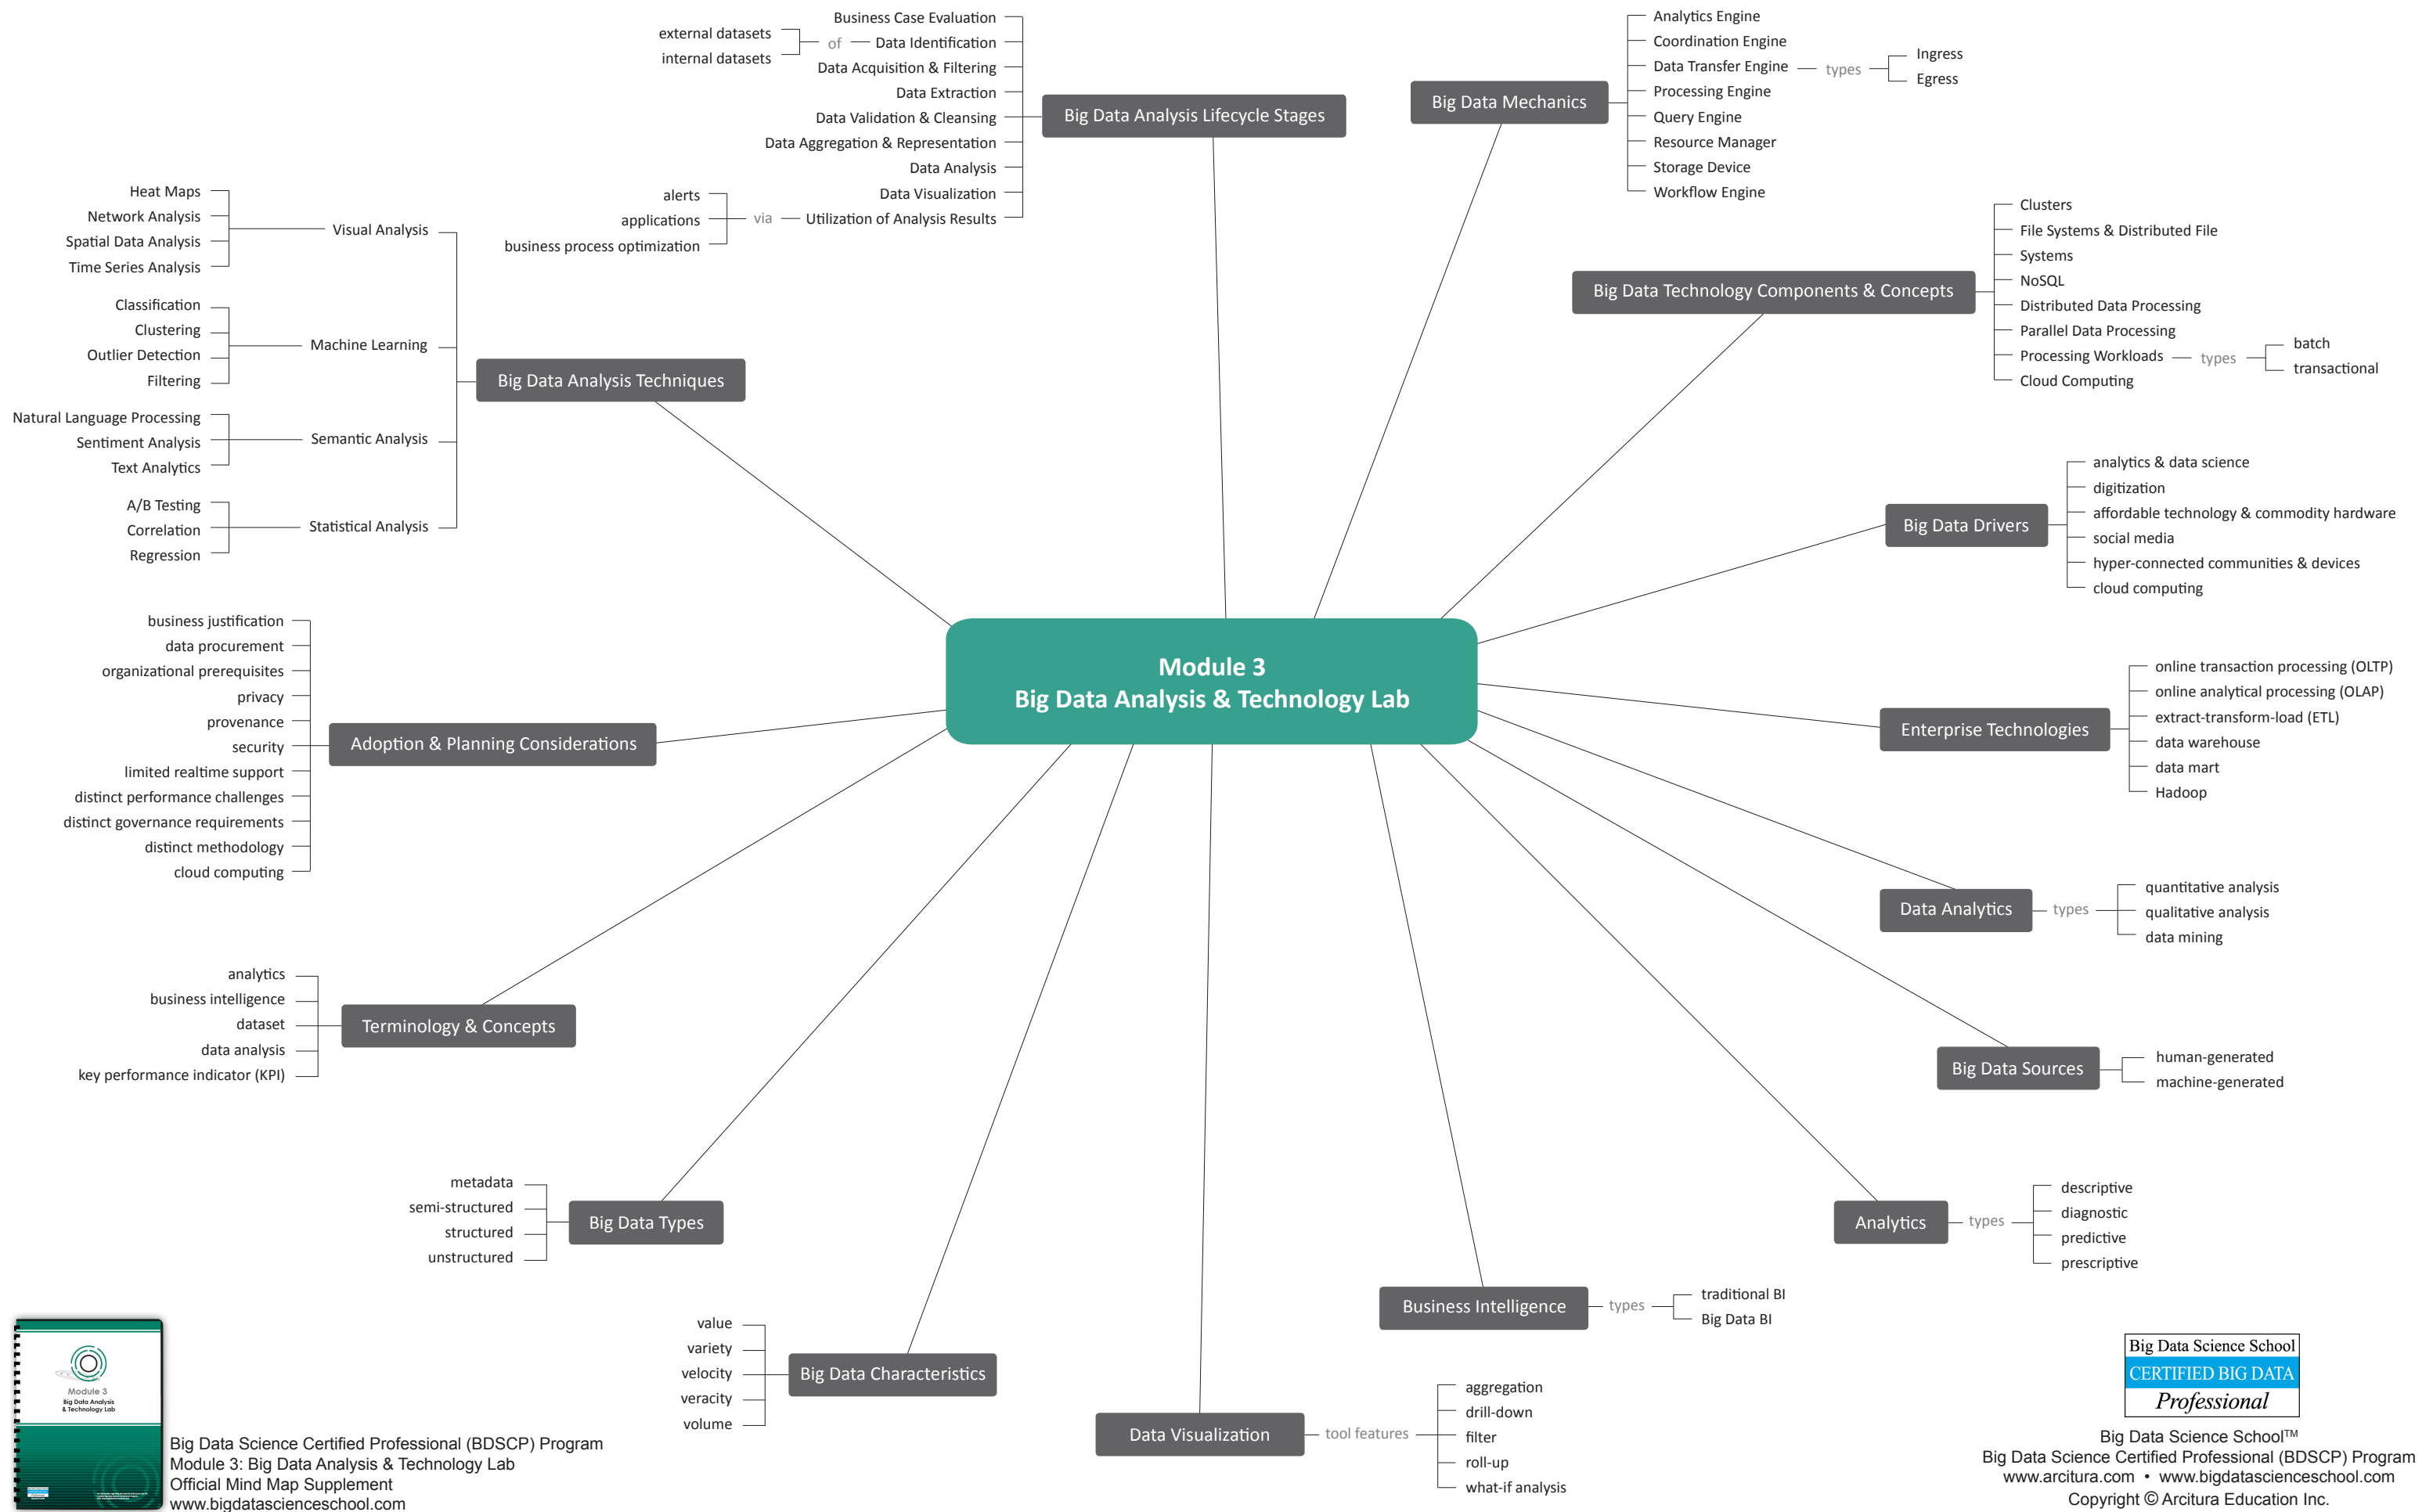 Business Case Evaluation
Data Identification
of
external datasets
internal datasets
Data Acquisition & Filtering
Data Extraction
Data Validation & Cleansing
Data Aggregation & Representation
Data Analysis
Data Visualization
Utilization of Analysis Results
via
alerts
applications
business process optimization
Big Data Analysis Lifecycle Stages
Big Data Mechanics
Analytics Engine
Coordination Engine
Data Transfer Engine
types
Ingress
Egress
Processing Engine
Query Engine
Resource Manager
Storage Device
Workflow Engine
Big Data Technology Components & Concepts
Clusters
File Systems & Distributed File
Systems
NoSQL
Distributed Data Processing
Parallel Data Processing
Processing Workloads
types
batch
transactional
Cloud Computing
Heat Maps
Network Analysis
Spatial Data Analysis
Time Series Analysis
Visual Analysis
Classification
Clustering
Outlier Detection
Filtering
Machine Learning
Natural Language Processing
Sentiment Analysis
Text Analytics
Semantic Analysis
A/B Testing
Correlation
Regression
Statistical Analysis
Big Data Analysis Techniques
Big Data Drivers
analytics & data science
digitization
affordable technology & commodity hardware
social media
hyper-connected communities & devices
cloud computing
Module 3
Big Data Analysis & Technology Lab
business justification
data procurement
organizational prerequisites
privacy
provenance
security
limited realtime support
distinct performance challenges
distinct governance requirements
distinct methodology
cloud computing
Adoption & Planning Considerations
Enterprise Technologies
online transaction processing (OLTP)
online analytical processing (OLAP)
extract-transform-load (ETL)
data warehouse
data mart
Hadoop
Data Analytics
types
quantitative analysis
qualitative analysis
data mining
analytics
business intelligence
dataset
data analysis
key performance indicator (KPI)
Terminology & Concepts
Big Data Sources
human-generated
machine-generated
metadata
semi-structured
structured
unstructured
Big Data Types
Analytics
types
descriptive
diagnostic
predictive
prescriptive
Business Intelligence
types
traditional BI
Big Data BI
value
variety
velocity
veracity
volume
Big Data Characteristics
Data Visualization
tool features
aggregation
drill-down
filter
roll-up
what-if analysis
Module 3
Big Data Analysis
& Technology Lab
Big Data Science Certified Professional (BDSCP) Program
Module 3: Big Data Analysis & Technology Lab
Official Mind Map Supplement
www.bigdatascienceschool.com
Big Data Science School
CERTIFIED BIG DATA
Professional
Big Data Science School™
Big Data Science Certified Professional (BDSCP) Program
www.arcitura.com • www.bigdatascienceschool.com
Copyright © Arcitura Education Inc.